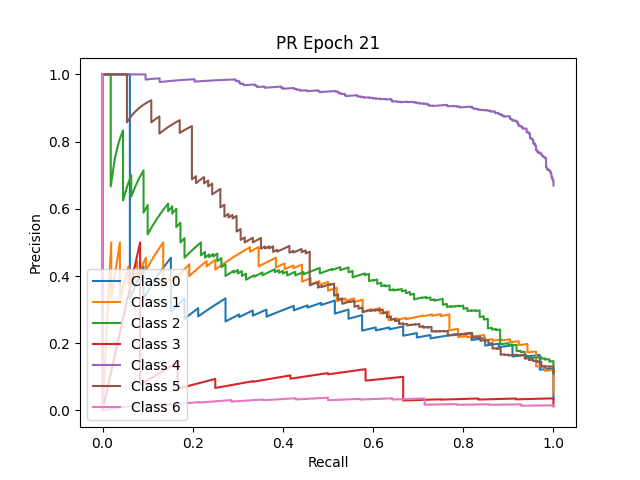 PR Epoch 21
Precision
1.0
0.8
0.6
0.4
0.2
0.0
Class 0
Class 1
Class 2
Class 3
Class 4
Class 5
Class 6
0.0 0.2 0.4 0.6 0.8 1.0
Recall